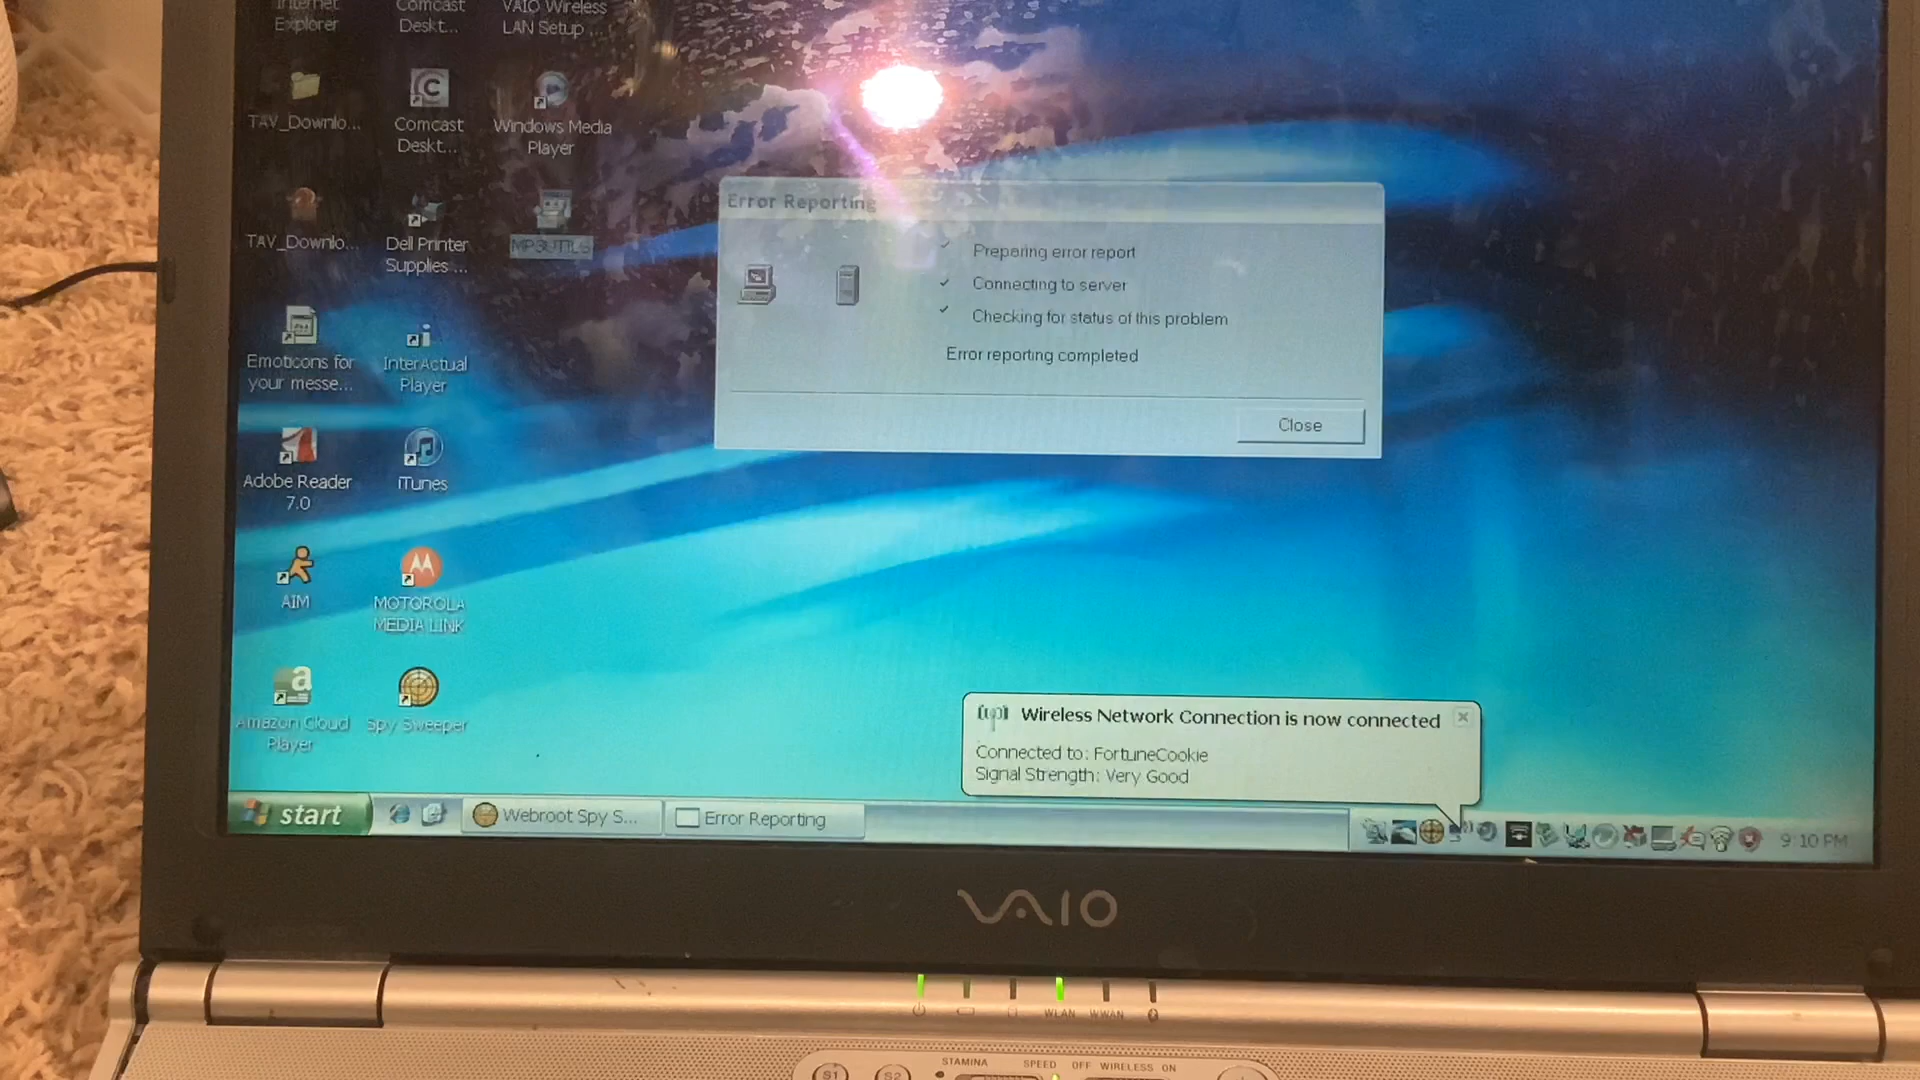 Internet
Explorer
Comcast
Deskt...
VAIO Wireless
LAN Setup ...
TAV_Downlo...
Comcast
Deskt...
Windows Media
Player
TAV_Downlo...
Dell Printer
Supplies ...
MP3UTILS
Emoticons for
your messe...
InterActual
Player
Adobe Reader
7.0
iTunes
AIM
MOTOROLA
MEDIA LINK
Amazon Cloud
Player
Spy Sweeper
Error Reporting
Preparing error report
Connecting to server
Checking for status of this problem
Error reporting completed
Close
Wireless Network Connection is now connected
Connected to: FortuneCookie
Signal Strength: Very Good
start
Webroot Spy S...
Error Reporting
9:10 PM
VAIO
WLAN WWAN
S1 S2 STAMINA SPEED OFF WIRELESS ON